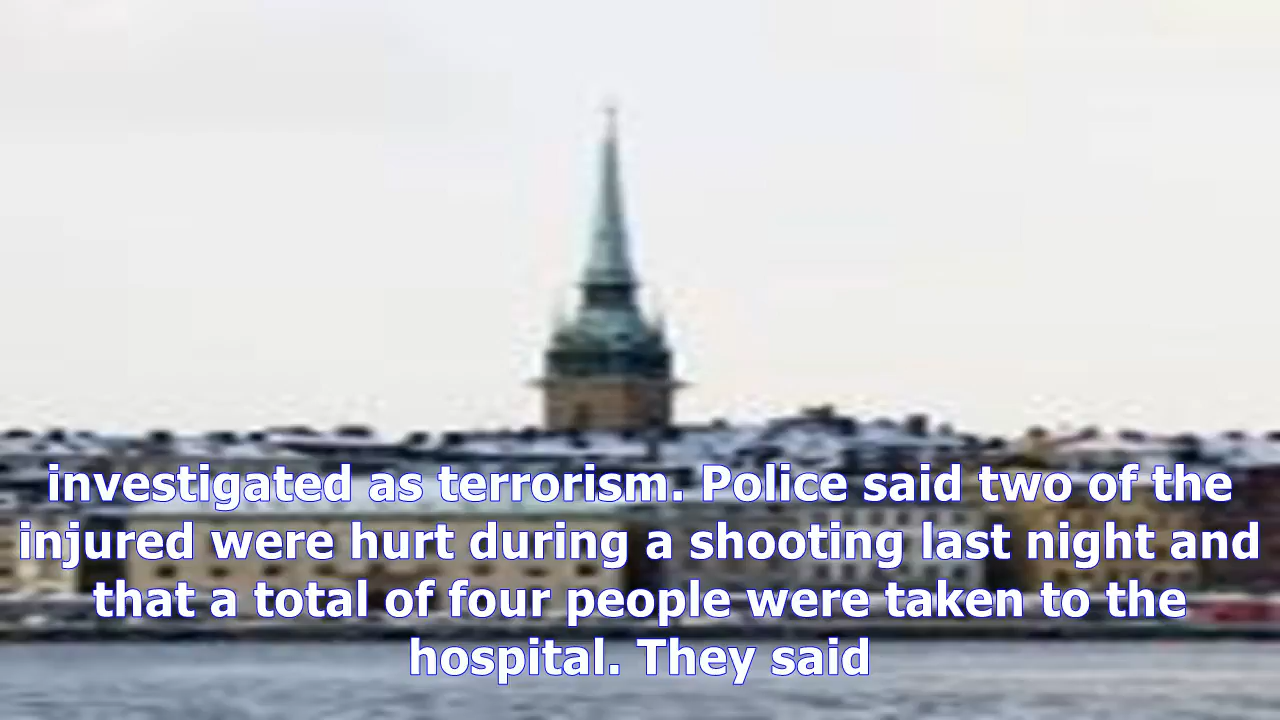 investigated as terrorism. Police said two of the
injured were hurt during a shooting last night and
that a total of four people were taken to the
hospital. They said